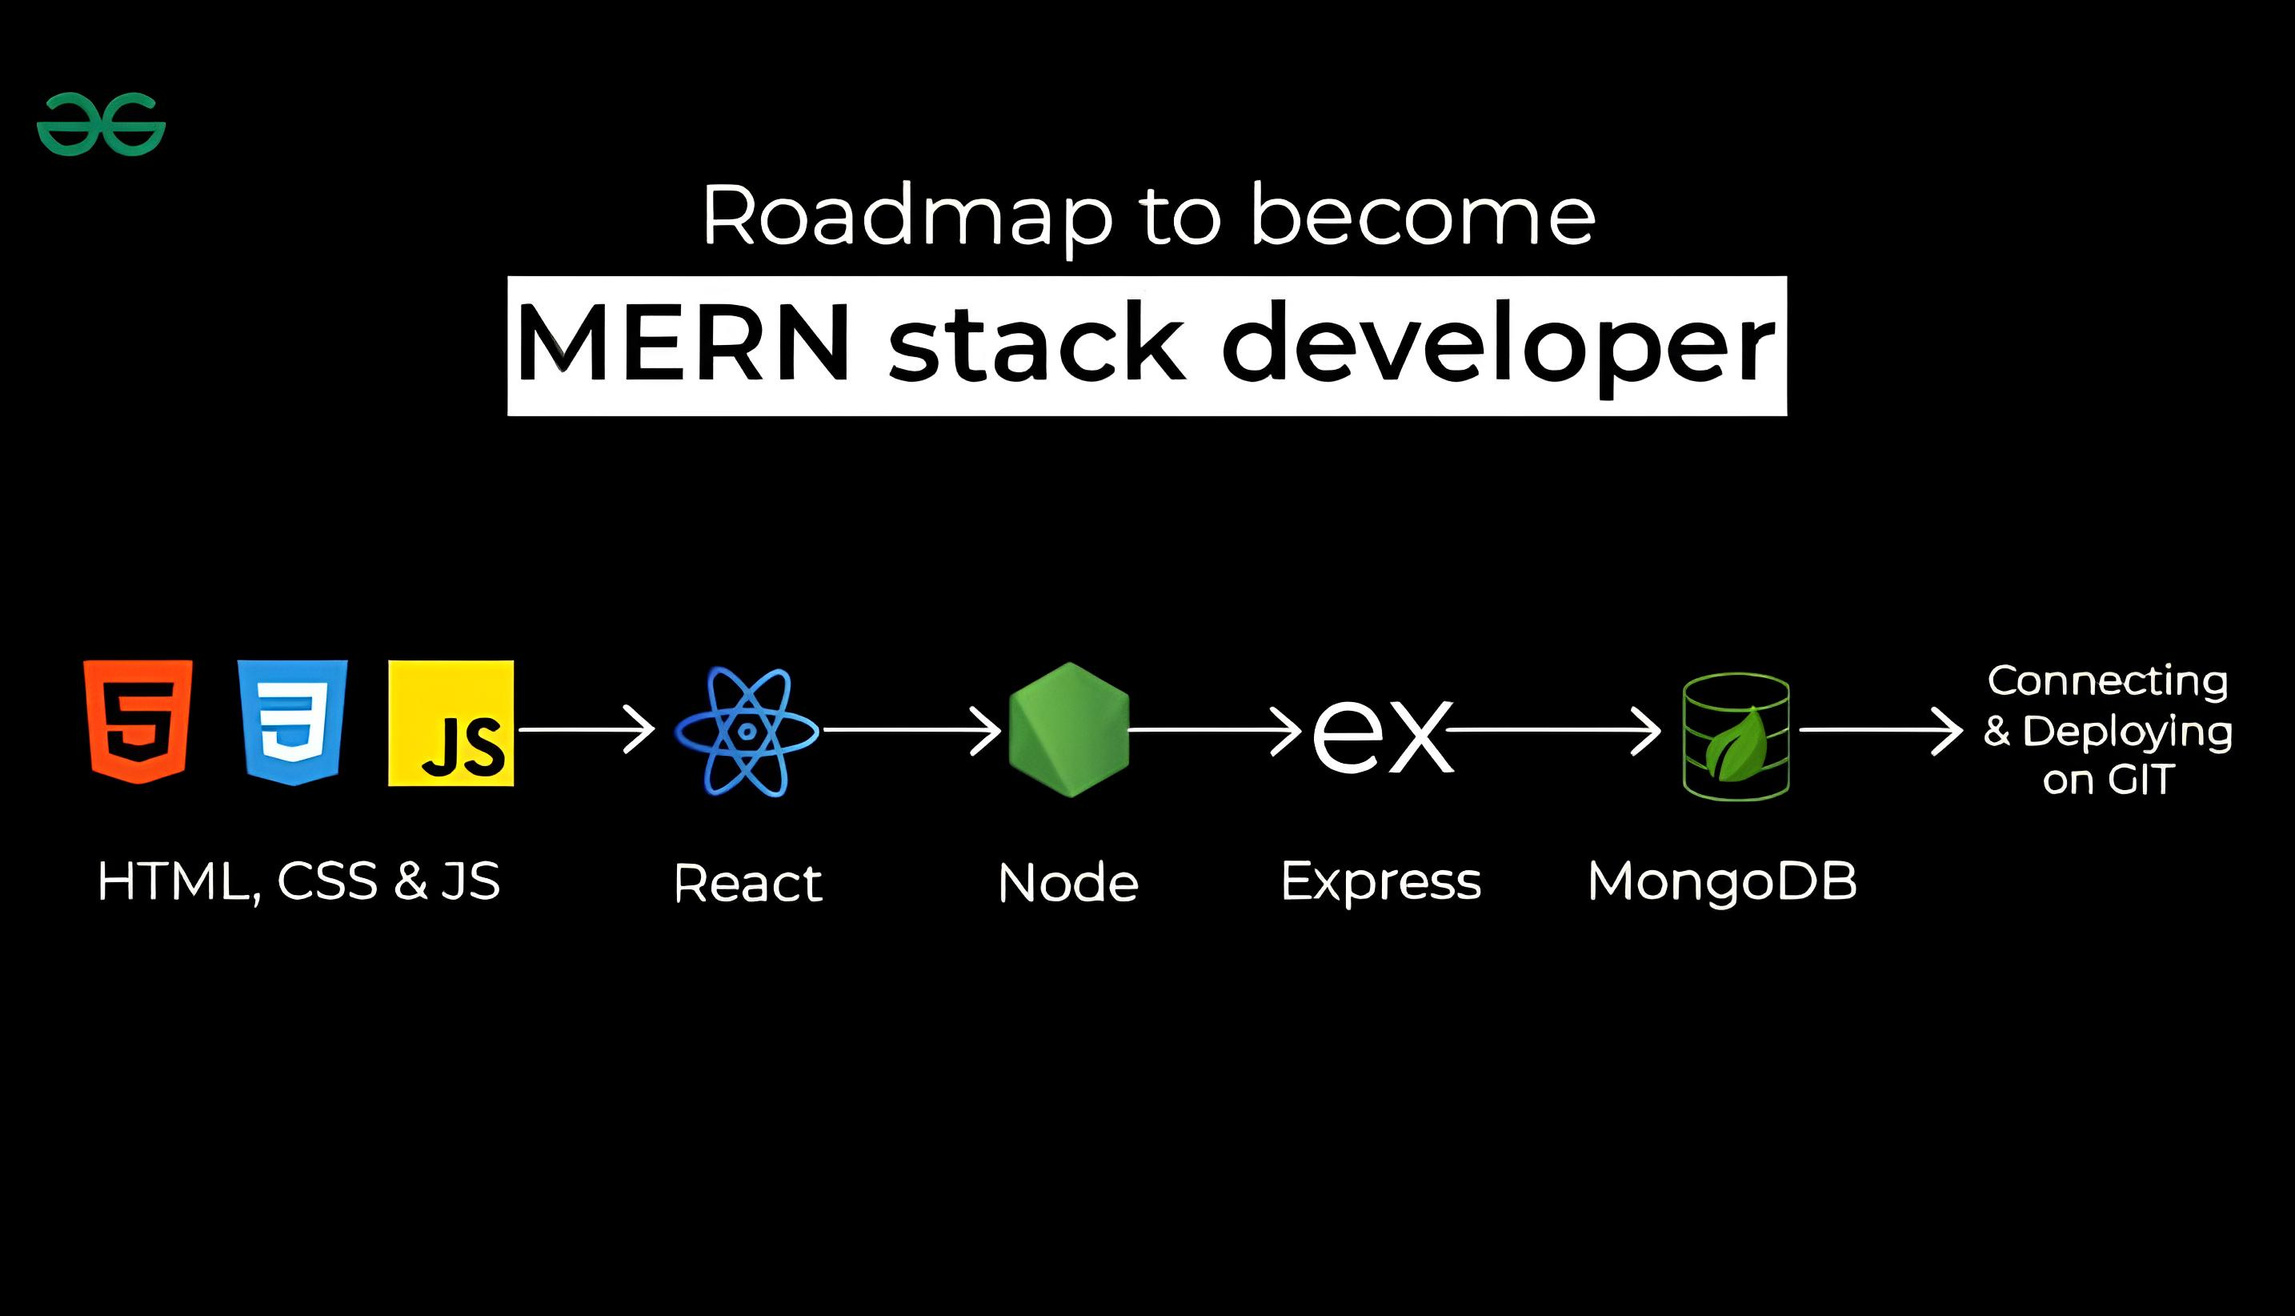 Roadmap to become
MERN stack developer
JS
ex
Connecting
& Deploying
on GIT
HTML, CSS & JS
React
Node
Express
MongoDB